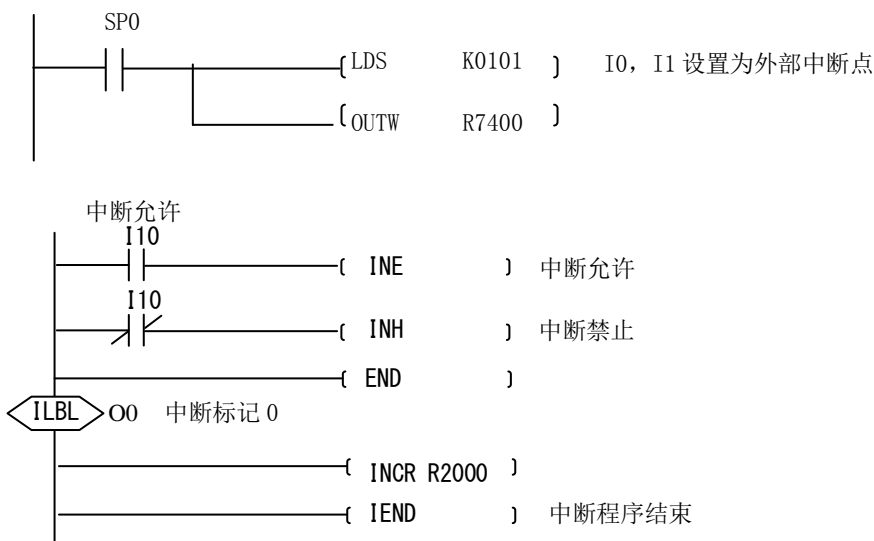 SP0
LDS K0101 I0，I1 设置为外部中断点
OUTW R7400
中断允许
I10
INE 中断允许
I10
INH 中断禁止
END
ILBL O0 中断标记 0
INCR R2000
IEND 中断程序结束